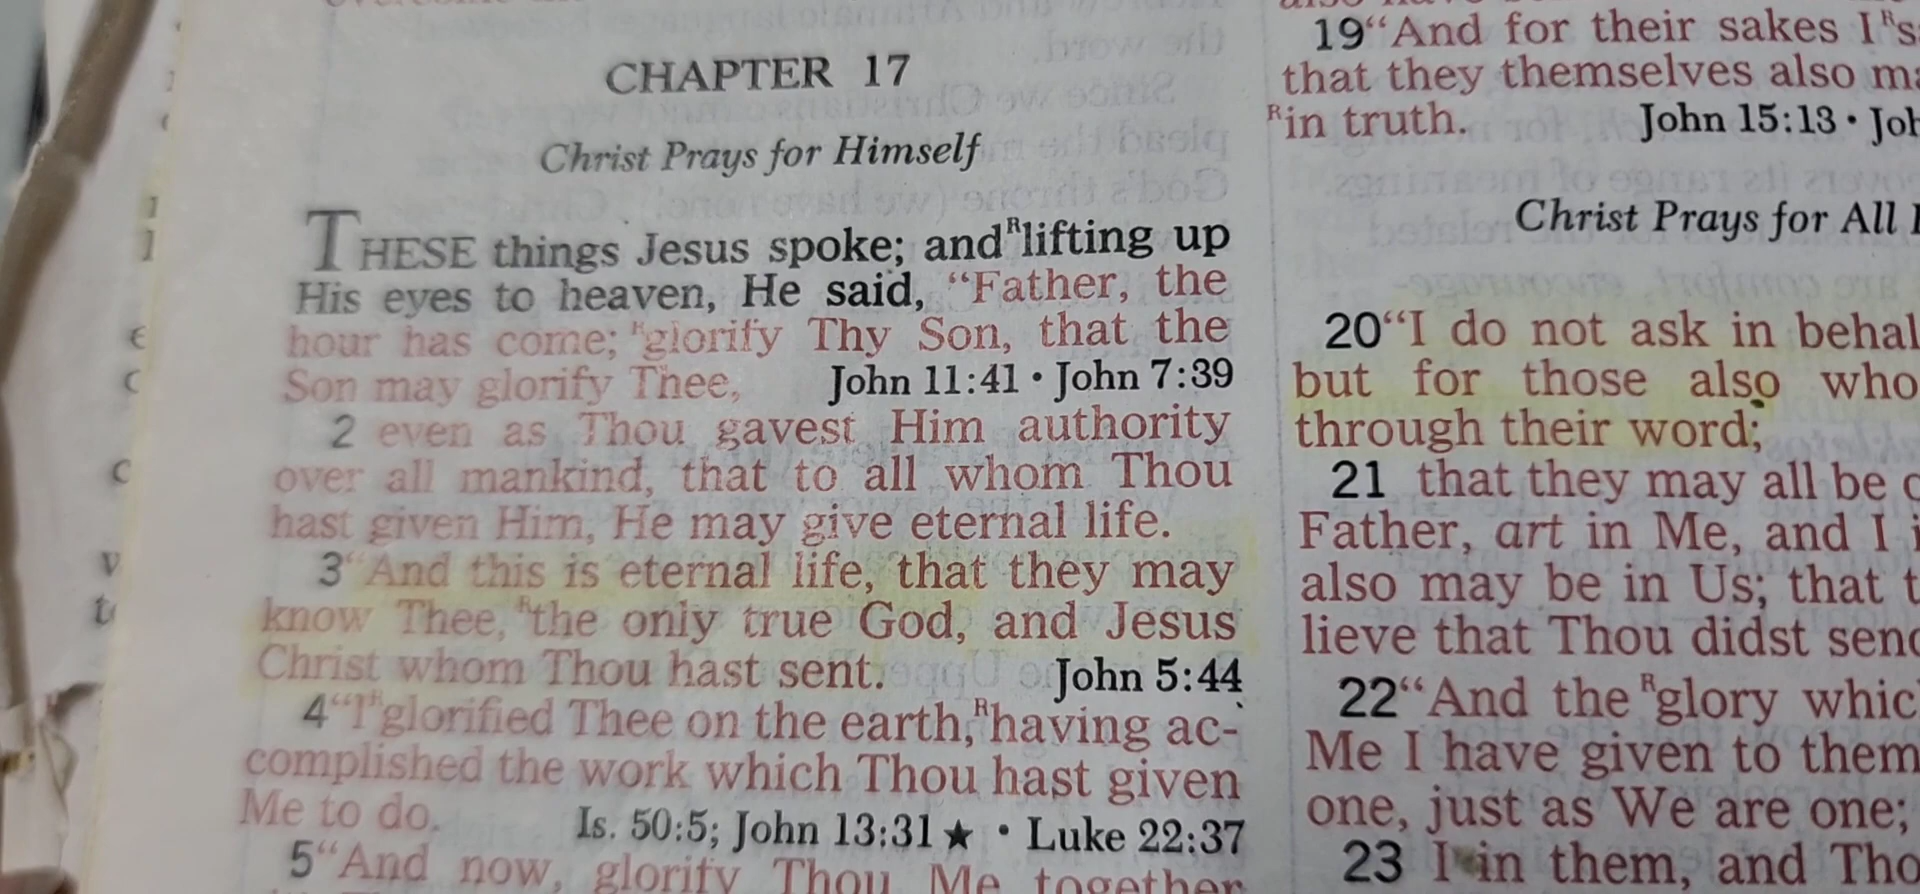 CHAPTER 17
Christ Prays for Himself
THESE things Jesus spoke; and Rlifting up
His eyes to heaven, He said, “Father, the
hour has come; Rglorify Thy Son, that the
Son may glorify Thee, John 11:41 • John 7:39
2 even as Thou gavest Him authority
over all mankind, that to all whom Thou
hast given Him, He may give eternal life.
3 “And this is eternal life, that they may
know Thee, Rthe only true God, and Jesus
Christ whom Thou hast sent. John 5:44
4 “I Rglorified Thee on the earth, Rhaving ac-
complished the work which Thou hast given
Me to do. Is. 50:5; John 13:31 ★ • Luke 22:37
5 “And now, glorify Thou Me together
19 “And for their sakes I R
that they themselves also
Rin truth. John 15:13 •
Christ Prays for All
20 “I do not ask in
but for those also who
through their word;
21 that they may all be
Father, art in Me, and I
also may be in Us; that
lieve that Thou didst
22 “And the Rglory
Me I have given to them
one, just as We are one;
23 I in them, and